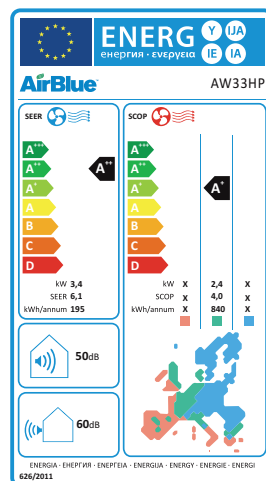 ENERG Y IJA
енергия · ενεργεια IE IA
AirBlue AW33HP
SEER SCOP
A+++ A+++
A++ A++ A++
A+ A+ A+
A A
B B
C C
D D
kW 3,4 kW X 2,4 X
SEER 6,1 SCOP X 4,0 X
kWh/annum 195 kWh/annum X 840 X
50dB
60dB
ENERGIA · ЕНЕРГИЯ · ΕΝΕΡΓΕΙΑ · ENERGIJA · ENERGY · ENERGIE · ENERGI
626/2011